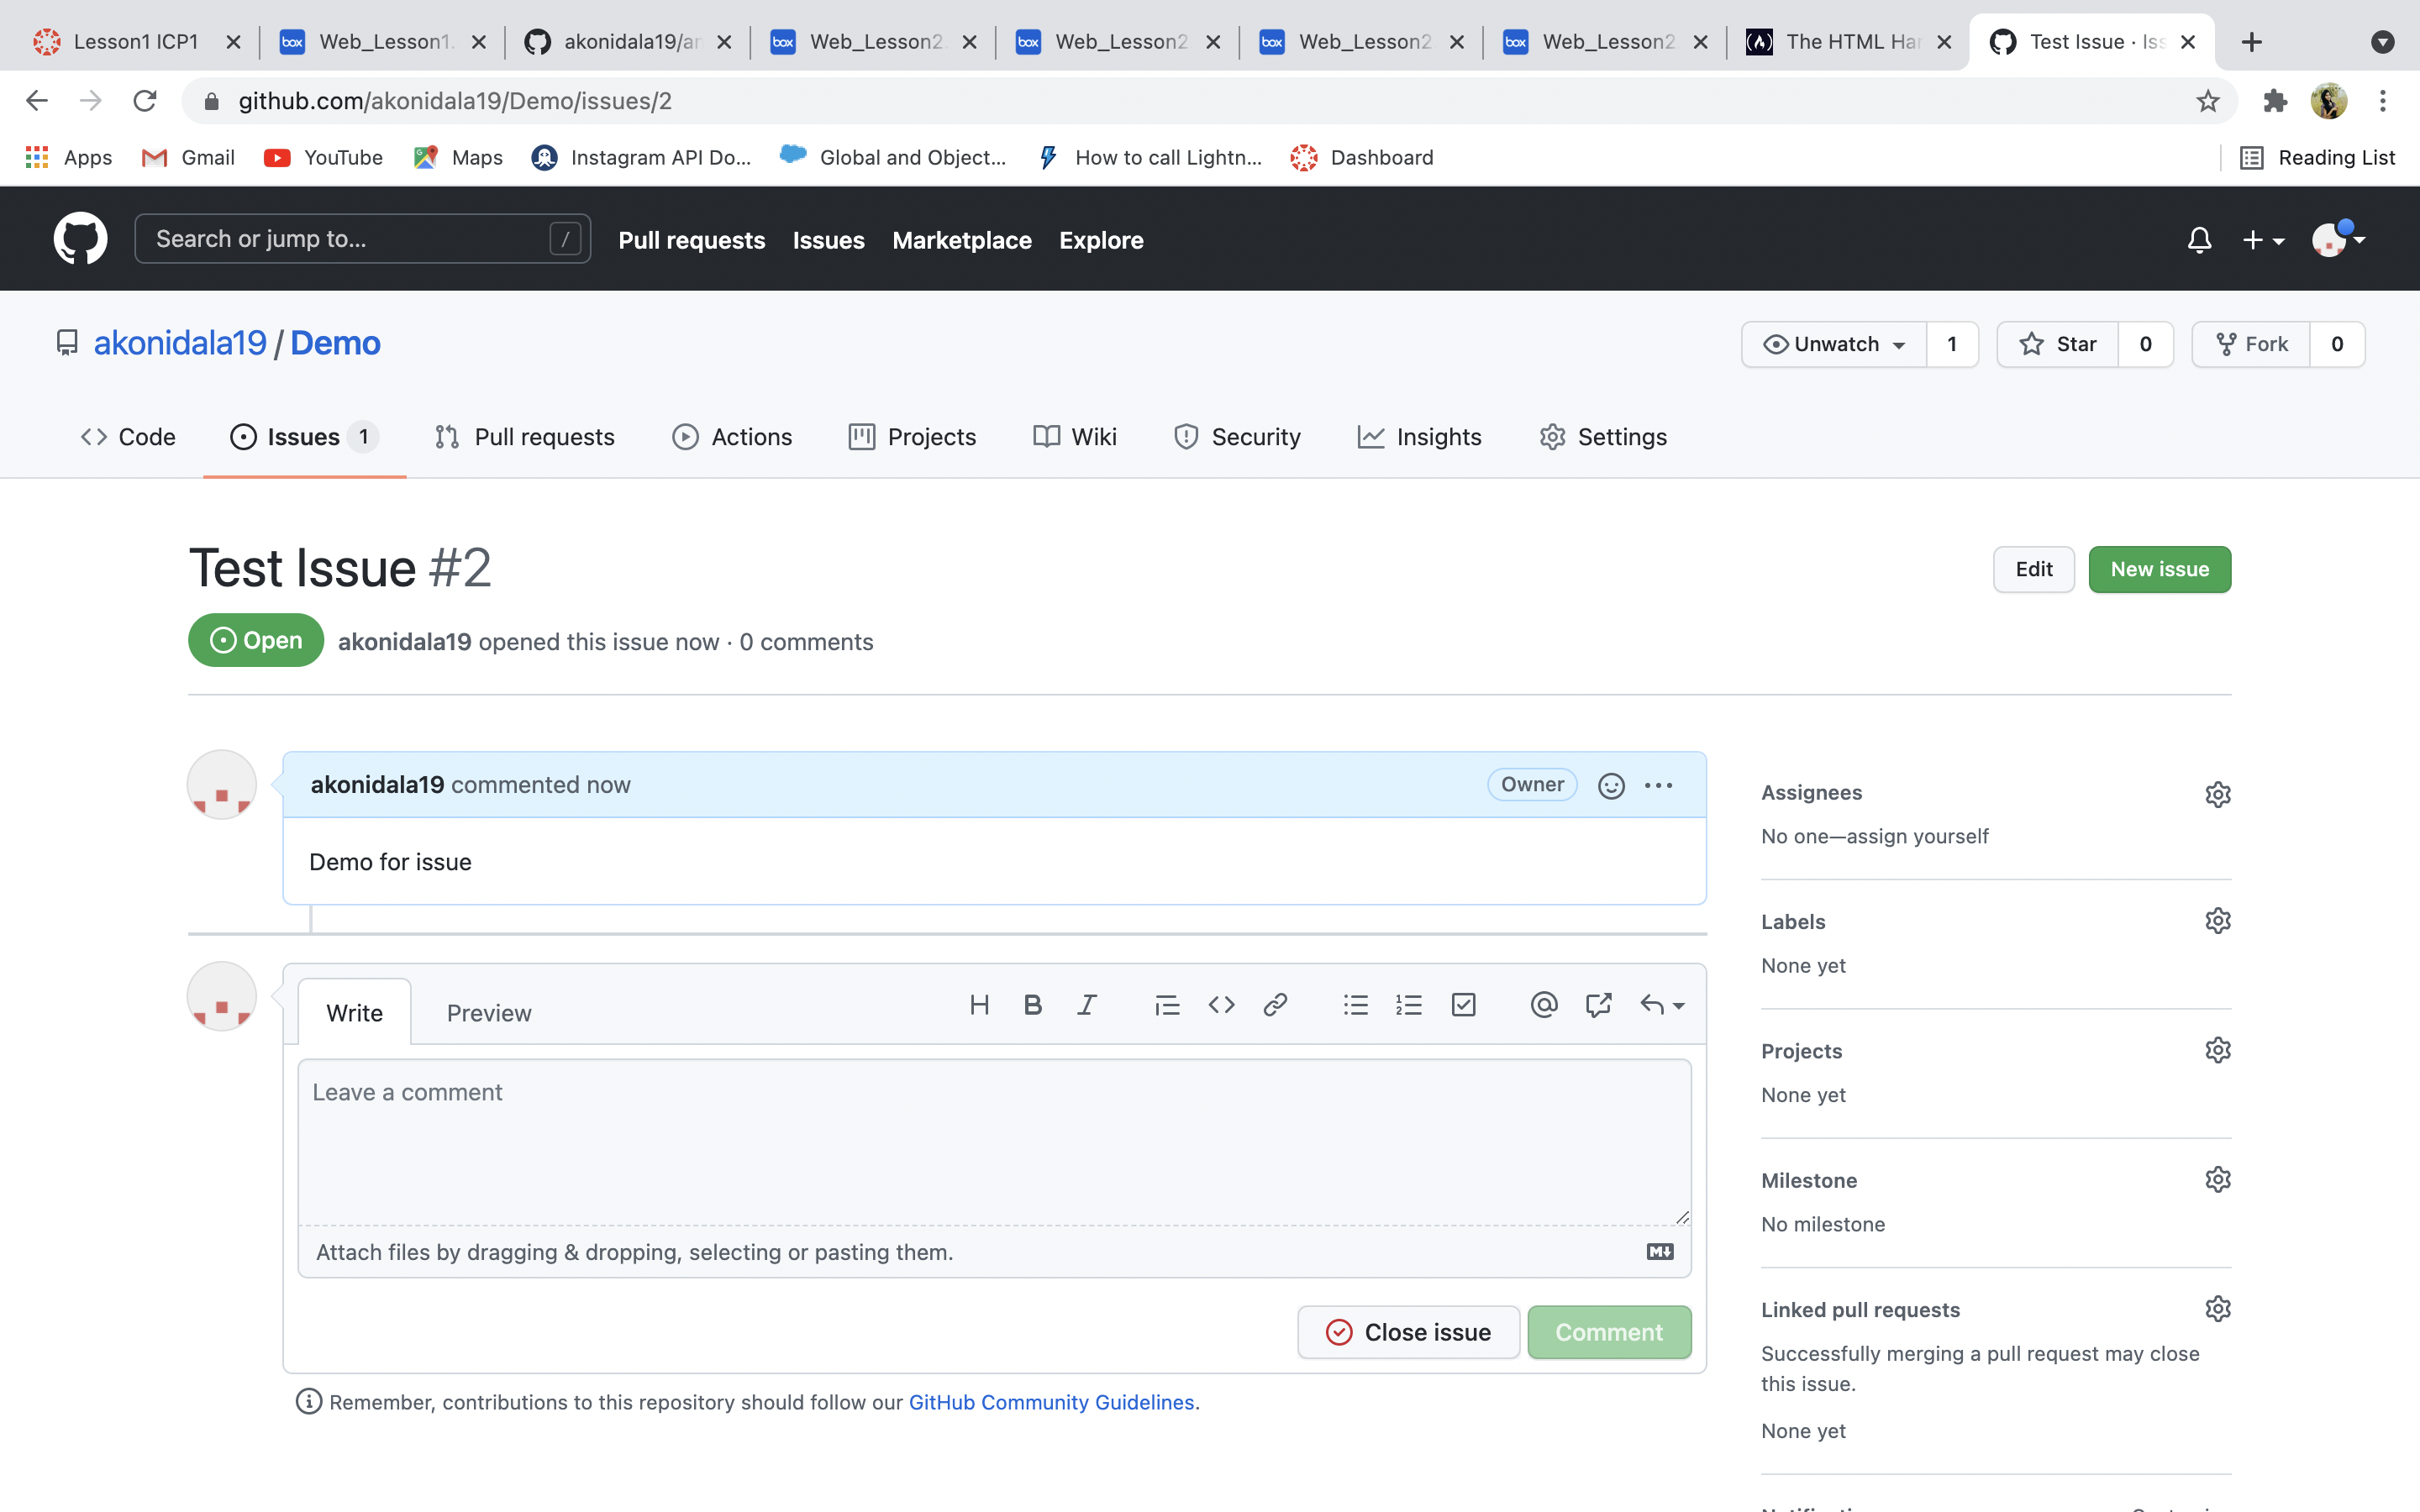 Lesson1 ICP1
Web_Lesson1.
akonidala19/ar
Web_Lesson2.
Web_Lesson2
Web_Lesson2
Web_Lesson2
The HTML Har
Test Issue · Iss
github.com/akonidala19/Demo/issues/2
Apps
Gmail
YouTube
Maps
Instagram API Do...
Global and Object...
How to call Lightn...
Dashboard
Reading List
Search or jump to...
/
Pull requests
Issues
Marketplace
Explore
akonidala19 / Demo
Unwatch
1
Star
0
Fork
0
Code
Issues 1
Pull requests
Actions
Projects
Wiki
Security
Insights
Settings
Test Issue #2
Edit
New issue
Open
akonidala19 opened this issue now · 0 comments
akonidala19 commented now
Owner
Demo for issue
Write
Preview
Leave a comment
Attach files by dragging & dropping, selecting or pasting them.
Close issue
Comment
Remember, contributions to this repository should follow our GitHub Community Guidelines.
Assignees
No one—assign yourself
Labels
None yet
Projects
None yet
Milestone
No milestone
Linked pull requests
Successfully merging a pull request may close
this issue.
None yet